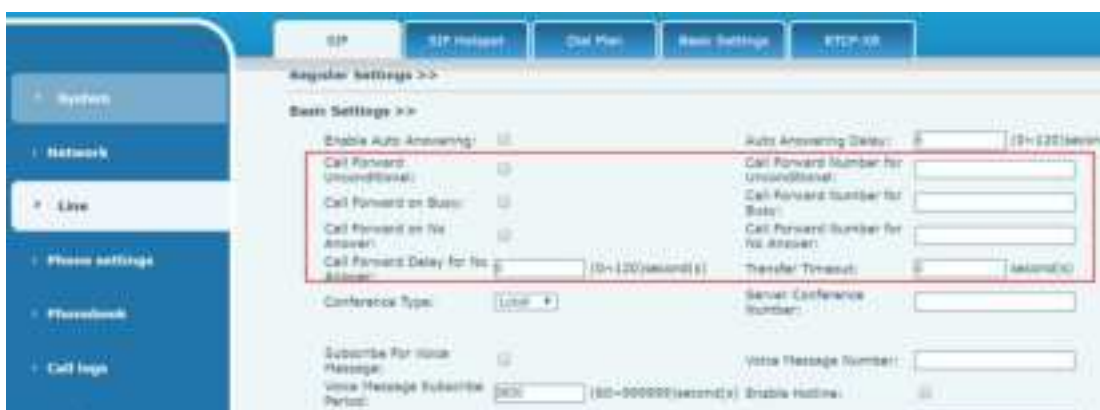 SIP
SIP Hotspot
Dial Plan
Basic Settings
RTCP-XR
Register Settings >>
Basic Settings >>
System
Network
Line
Phone settings
Phonebook
Call logs
Enable Auto Answering:
Auto Answering Delay:
(0~120)second
Call Forward
Unconditional:
Call Forward Number for
Unconditional:
Call Forward on Busy:
Call Forward Number for
Busy:
Call Forward on No
Answer:
Call Forward Number for
No Answer:
Call Forward Delay for No
Answer:
(0~120)second(s)
Transfer Timeout:
second(s)
Conference Type:
Local
Server Conference
Number:
Subscribe For Voice
Message:
Voice Message Number:
Voice Message Subscribe
Period:
(60~999999)second(s)
Enable Hotline: